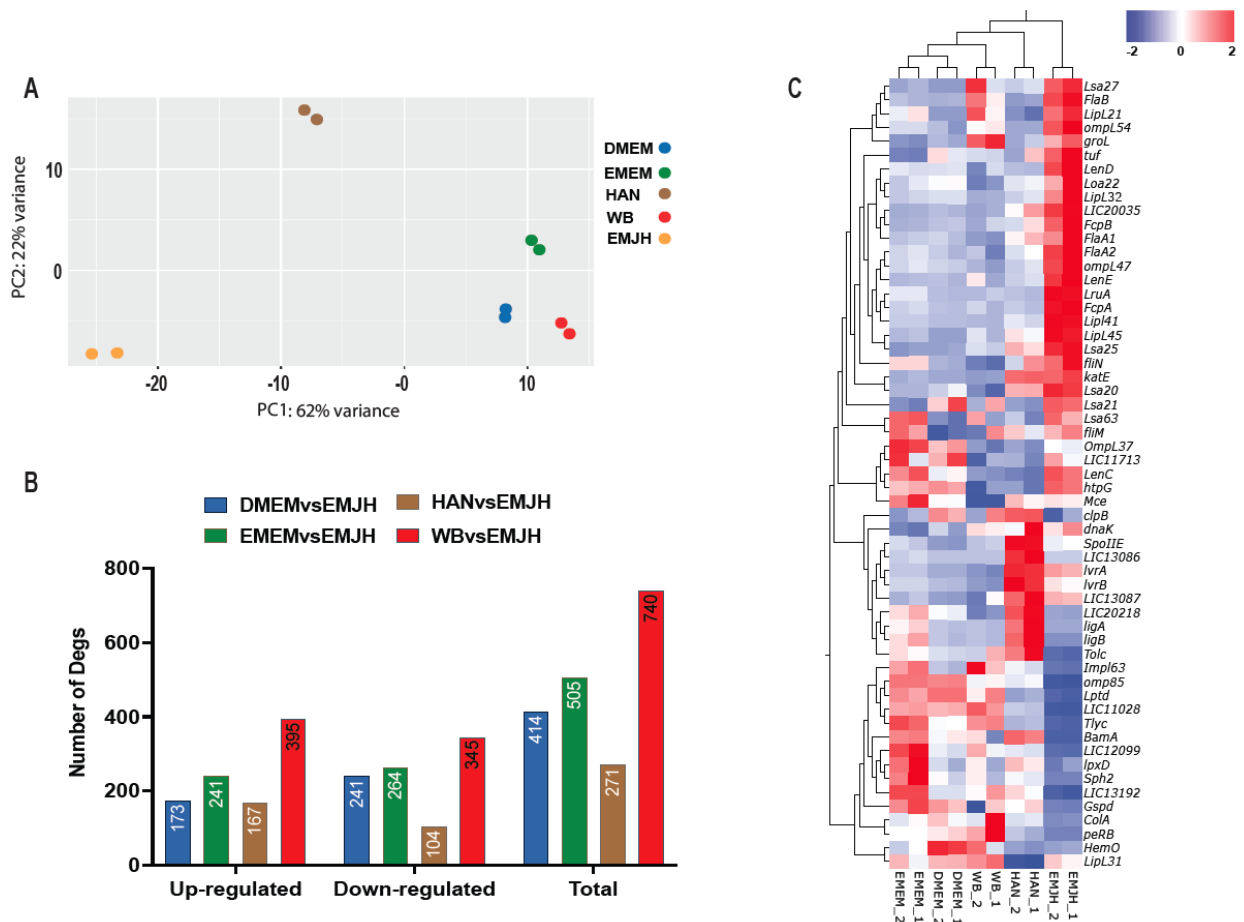 A
10
0
PC2: 22% variance
-20
-10
-0
10
PC1: 62% variance
DMEM
EMEM
HAN
WB
EMJH
B
DMEMvsEMJH
HANvsEMJH
EMEMvsEMJH
WBvsEMJH
Number of Degs
800
600
400
200
0
173
241
167
395
241
264
104
345
414
505
271
740
Up-regulated
Down-regulated
Total
C
-2
0
2
Lsa27
FlaB
LipL21
ompL54
groL
tuf
LenD
Loa22
LipL32
LIC20035
FcpB
FlaA1
FlaA2
ompL47
LenE
LruA
FcpA
Lipl41
LipL45
Lsa25
fliN
katE
Lsa20
Lsa21
Lsa63
fliM
OmpL37
LIC11713
LenC
htpG
Mce
clpB
dnaK
SpoIIE
LIC13086
lvrA
lvrB
LIC13087
LIC20218
ligA
ligB
Tolc
Impl63
omp85
Lptd
LIC11028
Tlyc
BamA
LIC12099
lpxD
Sph2
LIC13192
Gspd
ColA
peRB
HemO
LipL31
EMEM_2
EMEM_1
DMEM_2
DMEM_1
WB_2
WB_1
HAN_2
HAN_1
EMJH_2
EMJH_1